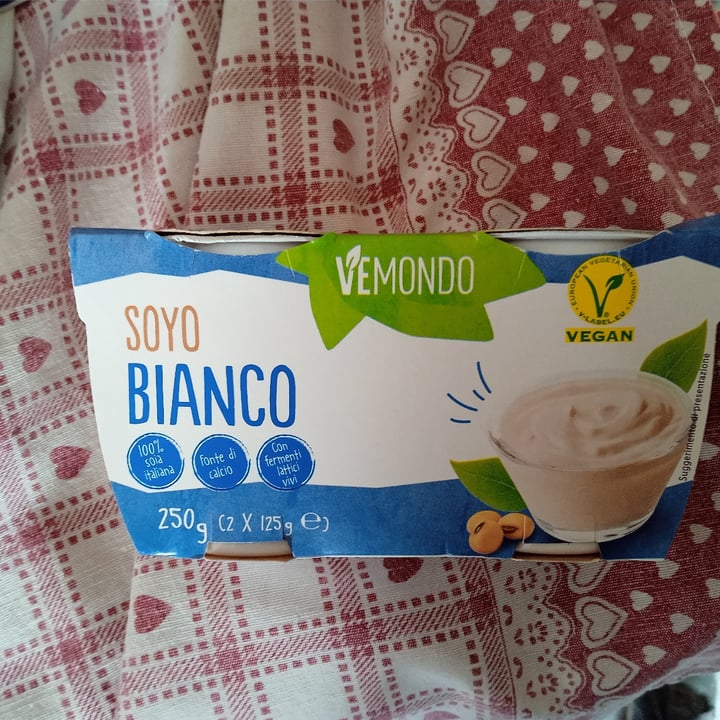 VEMONDO
SOYO
BIANCO
100%
soia
italiana
Fonte di
calcio
Con
fermenti
lattici
vivi
250g (2 X 125g ℮)
EUROPEAN VEGETARIAN UNION
V-LABEL.EU
VEGAN
Suggerimento di presentazione